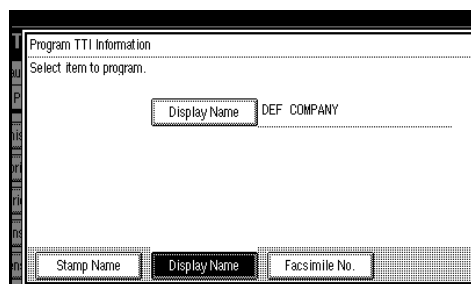 Program TTI Information
Select item to program.
Display Name DEF COMPANY
Stamp Name Display Name Facsimile No.